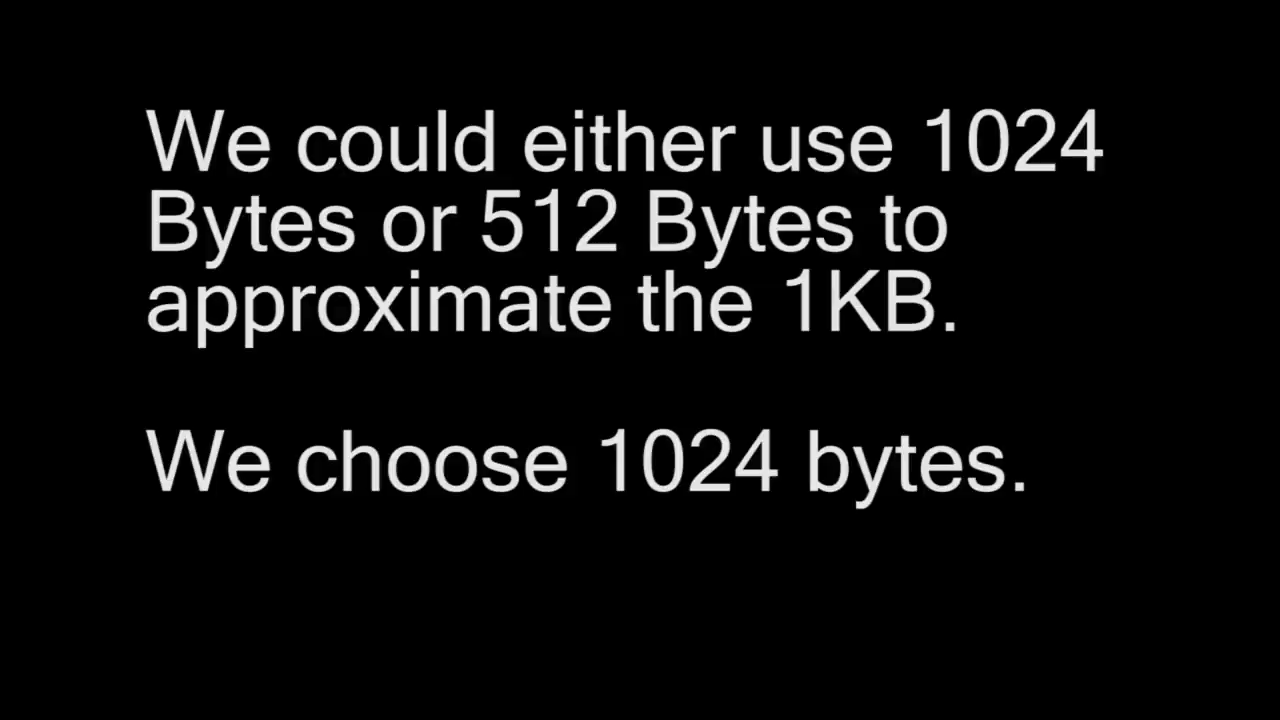 We could either use 1024
Bytes or 512 Bytes to
approximate the 1KB.
We choose 1024 bytes.